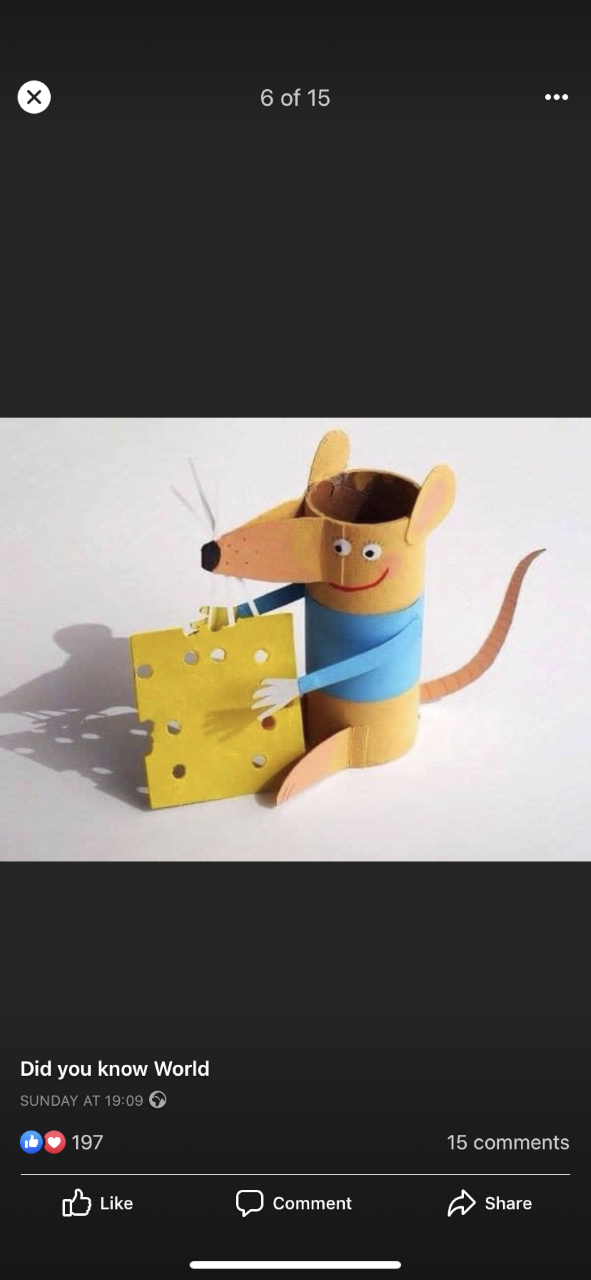 6 of 15
Did you know World
SUNDAY AT 19:09
197
15 comments
Like
Comment
Share